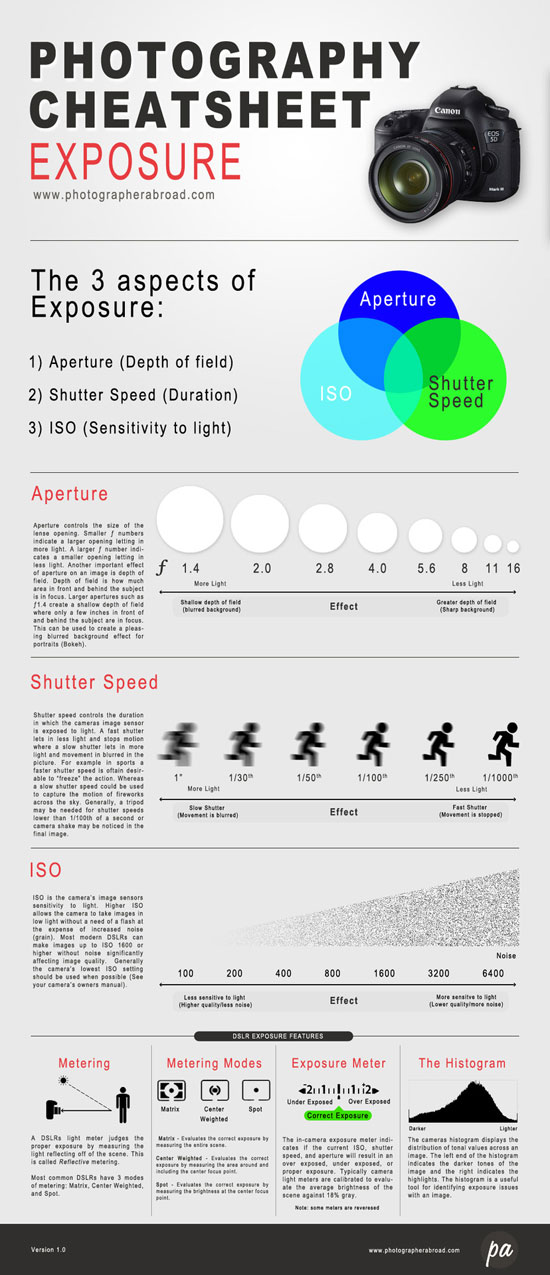 PHOTOGRAPHY
CHEATSHEET
EXPOSURE
www.photographerabroad.com
Canon
EOS
5D
Mark III
The 3 aspects of
Exposure:
1) Aperture (Depth of field)
2) Shutter Speed (Duration)
3) ISO (Sensitivity to light)
Aperture
ISO
Shutter
Speed
Aperture
Aperture controls the size of the
lense opening. Smaller ƒ numbers
indicate a larger opening letting in
more light. A larger ƒ number indi-
cates a smaller opening letting in
less light. Another important effect
of aperture on an image is depth of
field. Depth of field is how much
area in front and behind the subject
is in focus. Larger apertures such as
ƒ1.4 create a shallow depth of field
where only a few inches in front of
and behind the subject are in focus.
This can be used to create a pleas-
ing blurred background effect for
portraits (Bokeh).
ƒ 1.4 2.0 2.8 4.0 5.6 8 11 16
More Light Less Light
Shallow depth of field
(blurred background)
Effect
Greater depth of field
(Sharp background)
Shutter Speed
Shutter speed controls the duration
in which the cameras image sensor
is exposed to light. A fast shutter
lets in less light and stops motion
where a slow shutter lets in more
light and movement in blurred in the
picture. For example in sports a
faster shutter speed is oftain desir-
able to "freeze" the action. Whereas
a slow shutter speed could be used
to capture the motion of fireworks
across the sky. Generally, a tripod
may be needed for shutter speeds
lower than 1/100th of a second or
camera shake may be noticed in the
final image.
1" 1/30th 1/50th 1/100th 1/250th 1/1000th
More Light Less Light
Slow Shutter
(Movement is blurred)
Effect
Fast Shutter
(Movement is stopped)
ISO
ISO is the camera's image sensors
sensitivity to light. Higher ISO
allows the camera to take images in
low light without a need of a flash at
the expense of increased noise
(grain). Most modern DSLRs can
make images up to ISO 1600 or
higher without noise significantly
affecting image quality. Generally
the camera's lowest ISO setting
should be used when possible (See
your camera's owners manual).
Noise
100 200 400 800 1600 3200 6400
Less sensitve to light
(Higher quality/less noise)
Effect
More sensitve to light
(Lower quality/more noise)
DSLR EXPOSURE FEATURES
Metering
A DSLRs light meter judges the
proper exposure by measuring the
light reflecting off of the scene. This
is called Reflective metering.
Most common DSLRs have 3 modes
of metering: Matrix, Center Weighted,
and Spot.
Metering Modes
Matrix Center Weighted Spot
Matrix - Evaluates the correct exposure by
measuring the entire scene.
Center Weighted - Evaluates the correct
exposure by measuring the area around and
including the center focus point.
Spot - Evaluates the correct exposure by
measuring the brightness at the center focus
point.
Exposure Meter
2 1 1 2
Under Exposed Over Exposed
Correct Exposure
The in-camera exposure meter indi-
cates if the current ISO, shutter
speed, and aperture will result in an
over exposed, under exposed, or
proper exposure. Typically camera
light meters are calibrated to evalu-
ate the average brightness of the
scene against 18% gray.
Note: some meters are reveresed
The Histogram
Darker Lighter
The cameras histogram displays the
distribution of tonal values across an
image. The left end of the histogram
indicates the darker tones of the
image and the right indicates the
highlights. The histogram is a useful
tool for identifying exposure issues
with an image.
Version 1.0
www.photographerabroad.com
pa